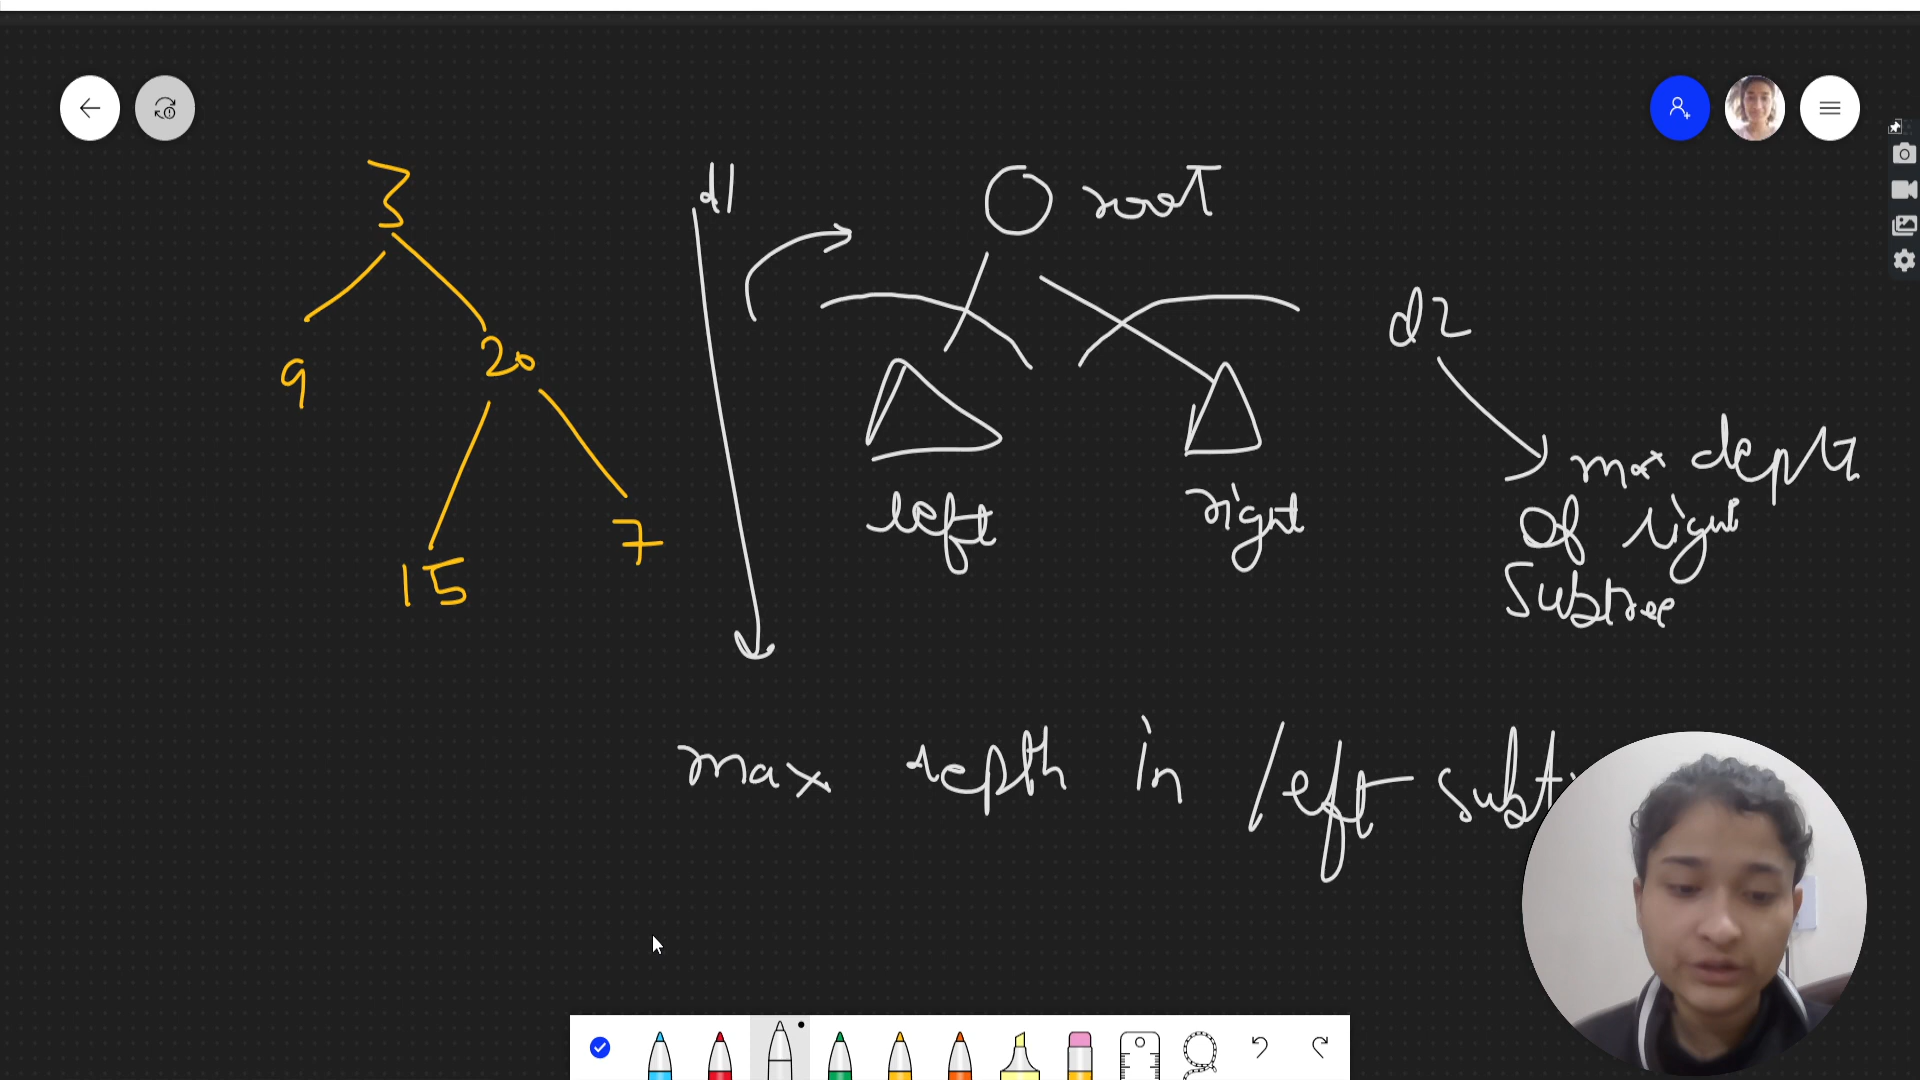 3
9
20
15
7
d1
root
left
right
d2
max depth
of right
subtree
max depth in left